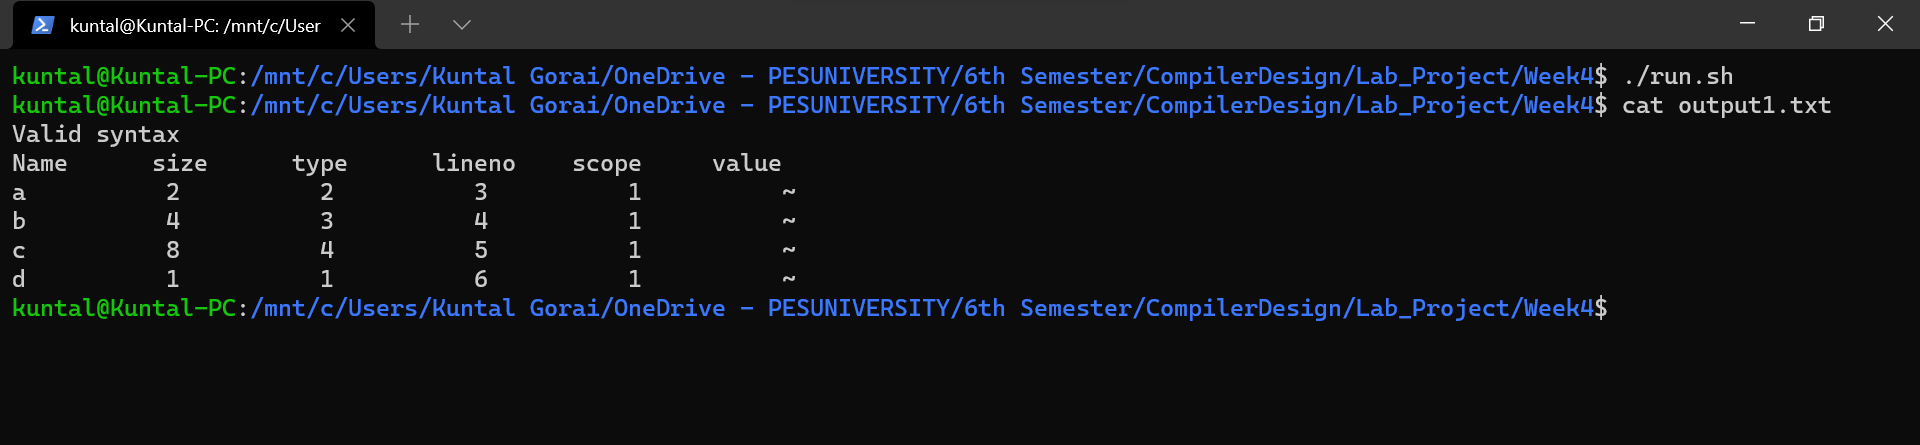 kuntal@Kuntal-PC: /mnt/c/User
kuntal@Kuntal-PC:/mnt/c/Users/Kuntal Gorai/OneDrive - PESUNIVERSITY/6th Semester/CompilerDesign/Lab_Project/Week4$ ./run.sh
kuntal@Kuntal-PC:/mnt/c/Users/Kuntal Gorai/OneDrive - PESUNIVERSITY/6th Semester/CompilerDesign/Lab_Project/Week4$ cat output1.txt
Valid syntax
Name      size      type      lineno    scope     value
a          2          2          3          1          ~
b          4          3          4          1          ~
c          8          4          5          1          ~
d          1          1          6          1          ~
kuntal@Kuntal-PC:/mnt/c/Users/Kuntal Gorai/OneDrive - PESUNIVERSITY/6th Semester/CompilerDesign/Lab_Project/Week4$